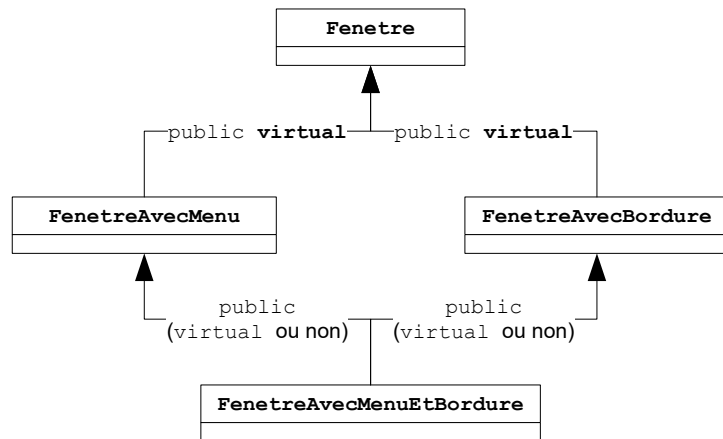 Fenetre
public virtual public virtual
FenetreAvecMenu FenetreAvecBordure
public public
(virtual ou non) (virtual ou non)
FenetreAvecMenuEtBordure